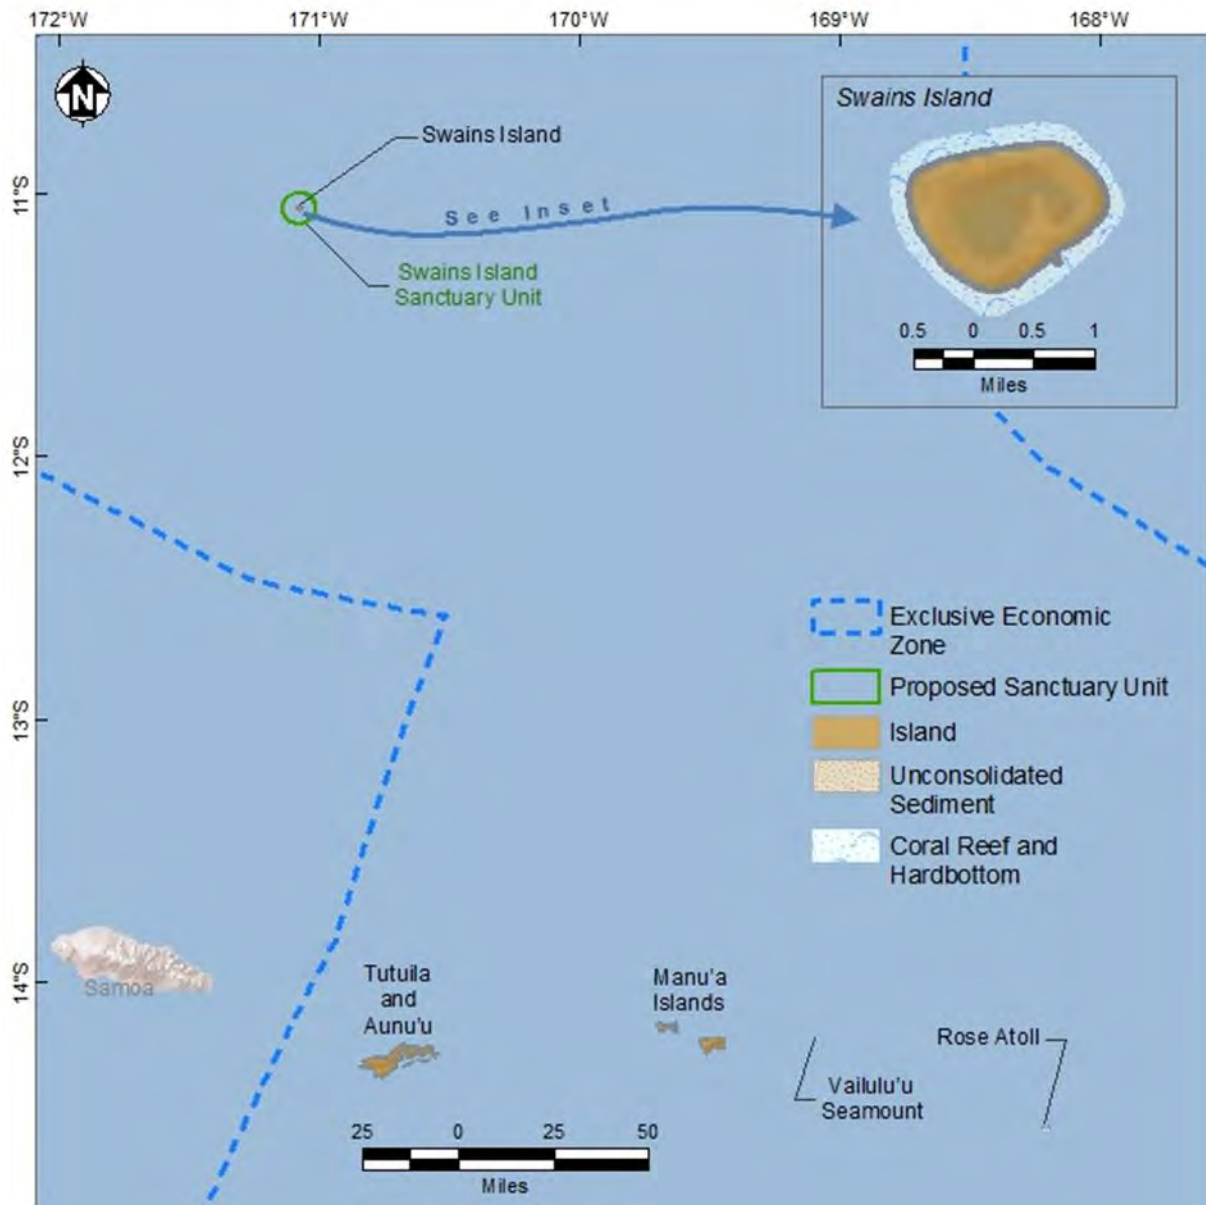 172°W
171°W
170°W
169°W
168°W
N
Swains Island
Swains Island
See Inset
11°S
Swains Island
Sanctuary Unit
0.5 0 0.5 1
Miles
12°S
Exclusive Economic
Zone
Proposed Sanctuary Unit
13°S
Island
Unconsolidated
Sediment
Coral Reef and
Hardbottom
14°S
Samoa
Tutuila
and
Aunu'u
Manu'a
Islands
Rose Atoll
Vailulu'u
Seamount
25 0 25 50
Miles